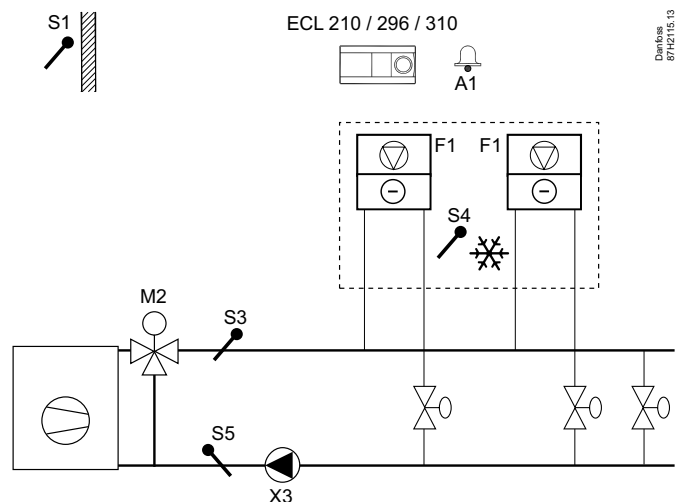 S1
ECL 210 / 296 / 310
Danfoss
87H2115.13
A1
F1
F1
S4
M2
S3
S5
X3